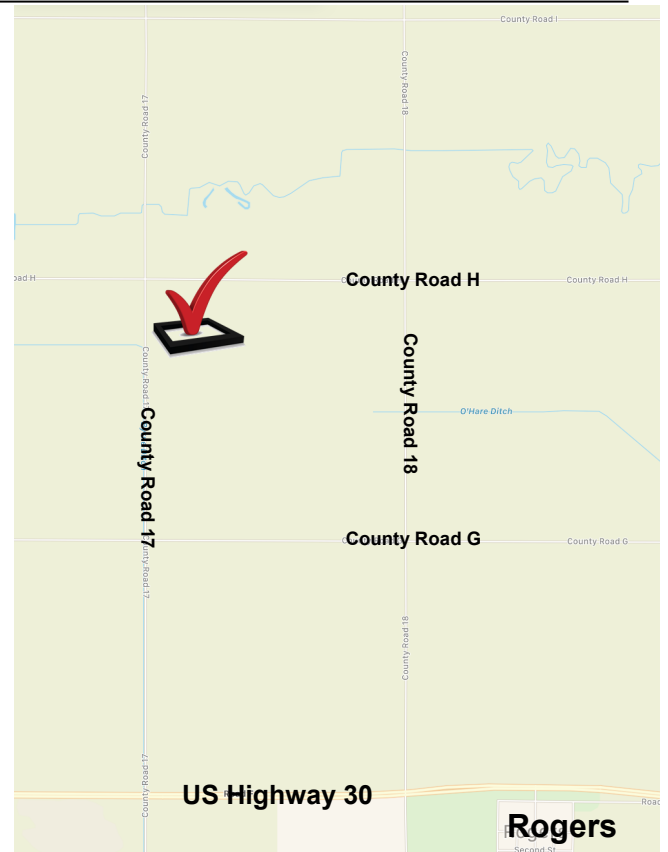 County Road I
County Road 17
County Road 18
oad H
County Road H
County Road H
County Road 18
County Road 17
O'Hare Ditch
County Road 17
County Road G
County Road G
County Road 17
County Road 18
County Road 17
US Highway 30
Road
Rogers
Second St